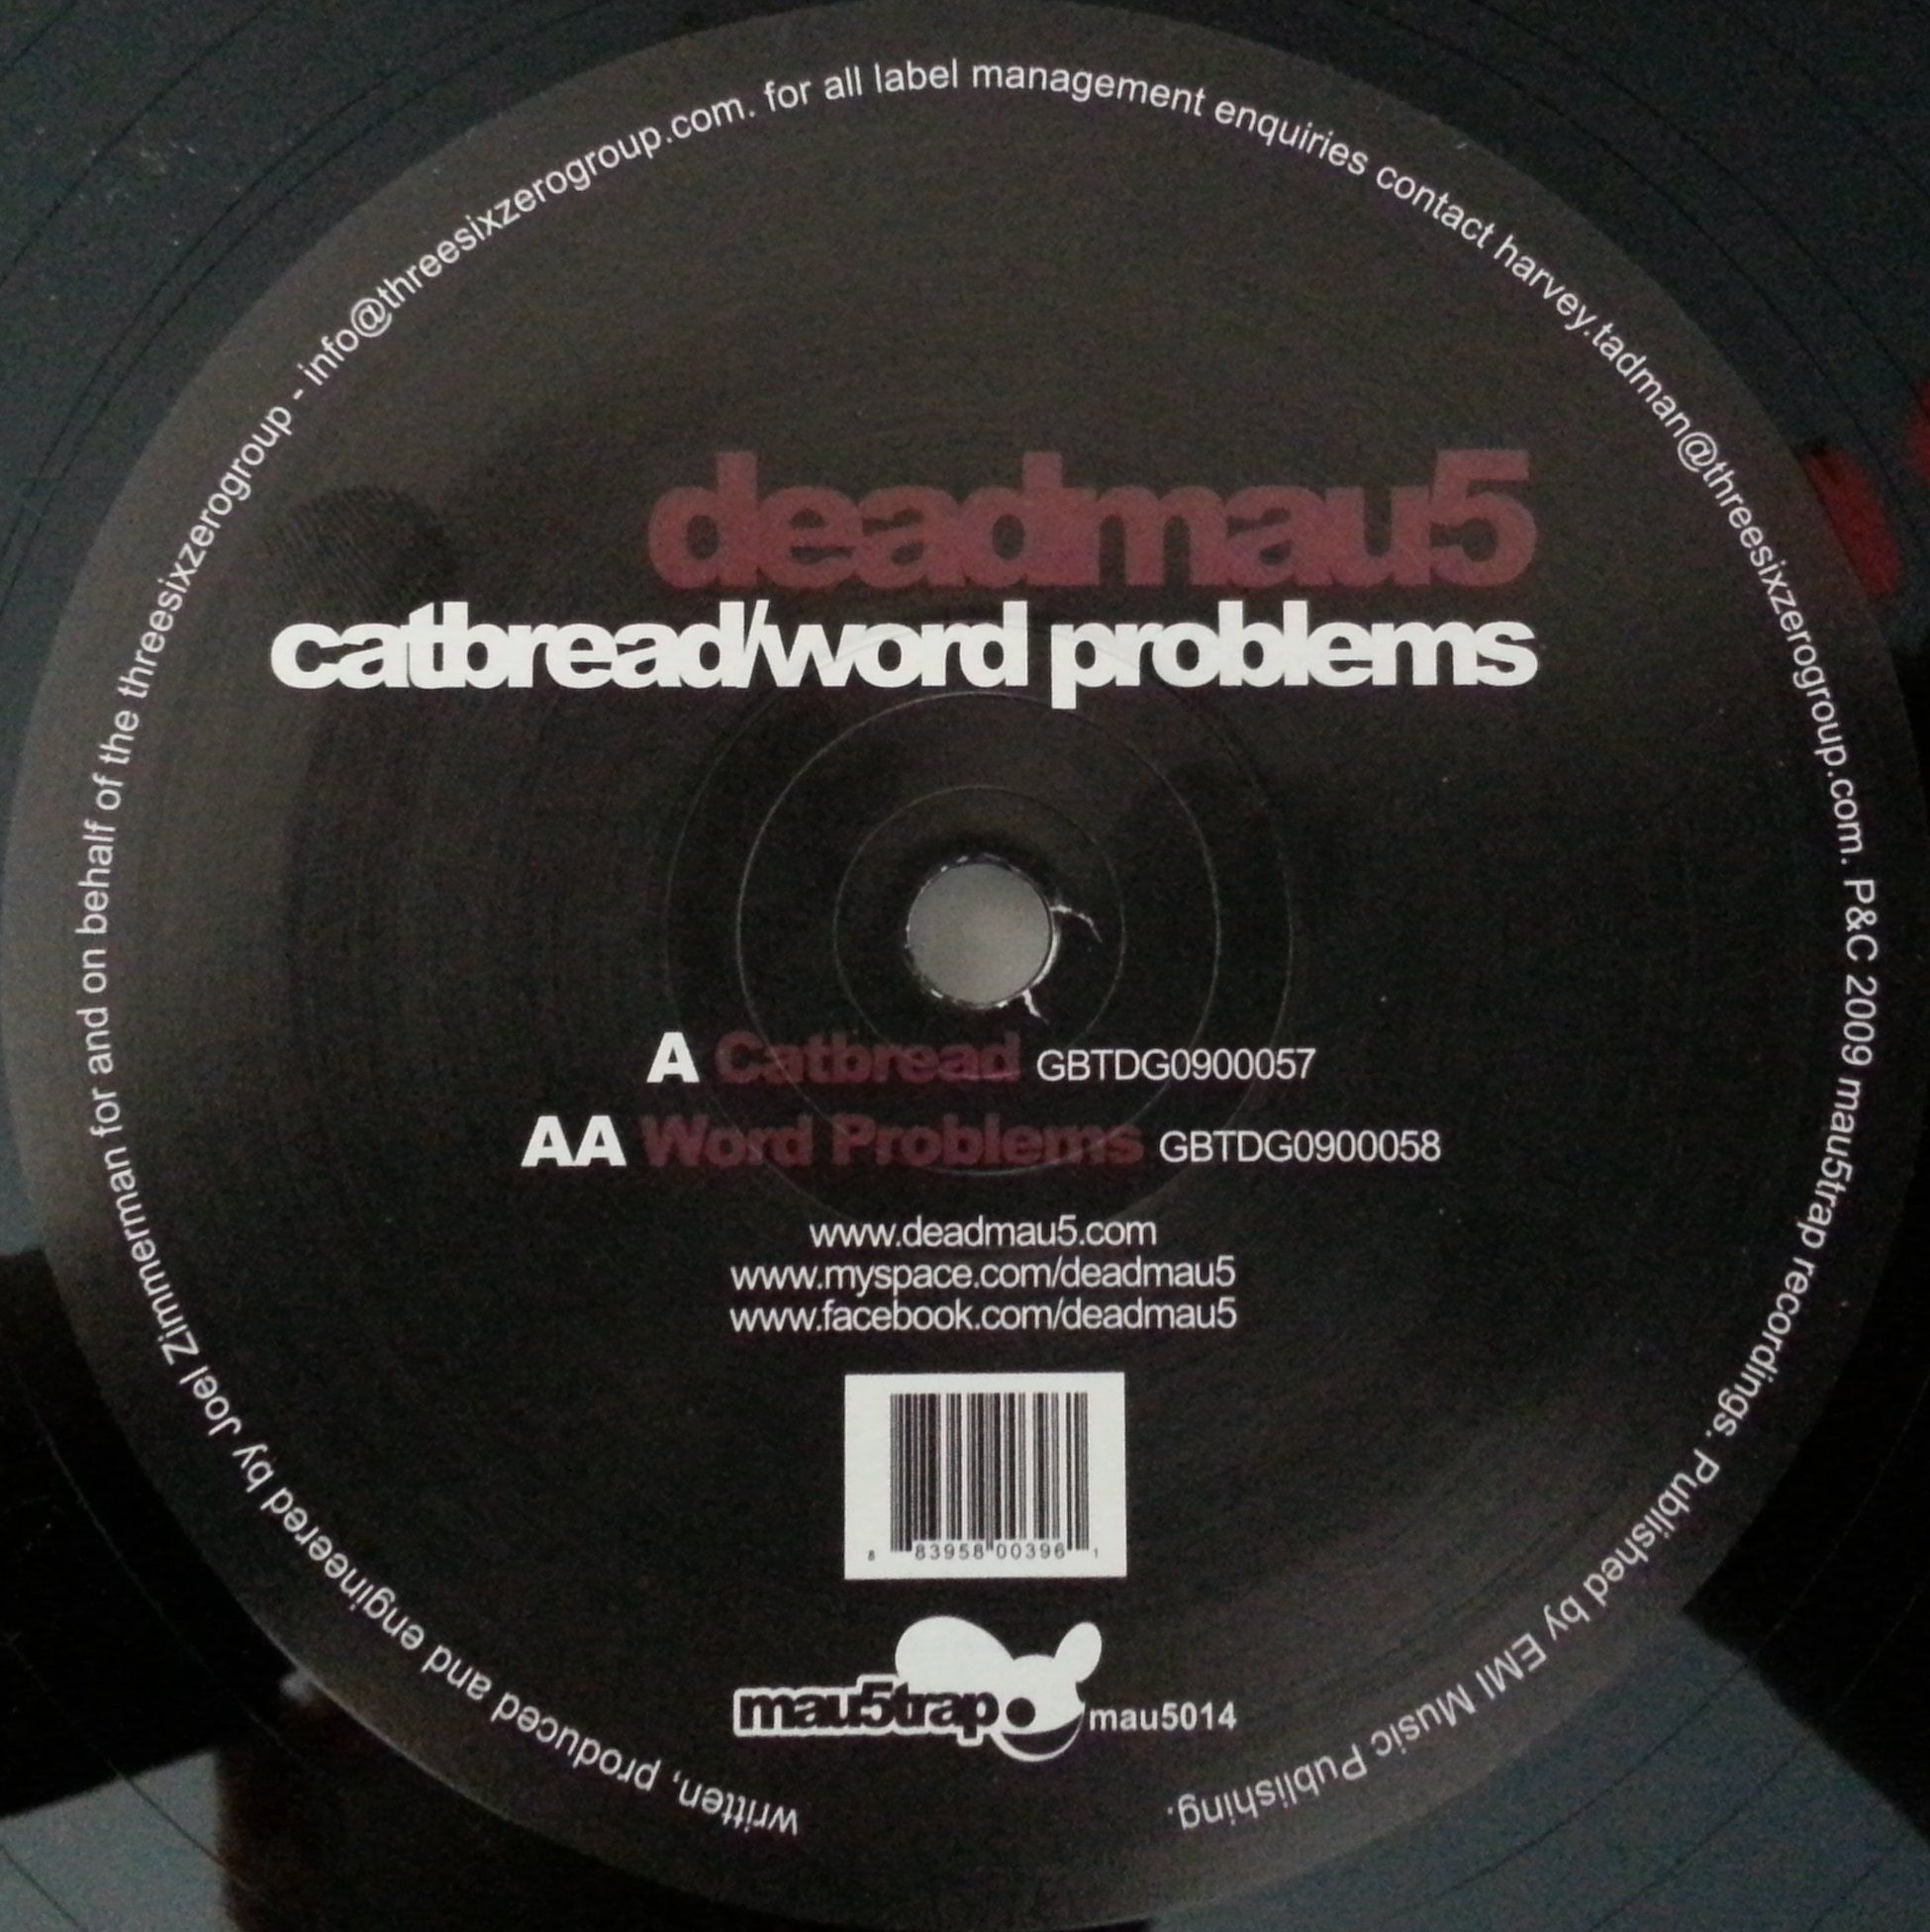 deadmau5
catbread/word problems
A Catbread GBTDG0900057
AA Word Problems GBTDG0900058
www.deadmau5.com
www.myspace.com/deadmau5
www.facebook.com/deadmau5
8 83958 00396 1
mau5trap mau5014
written, produced and engineered by Joel Zimmerman for and on behalf of the threesixzerogroup - info@threesixzerogroup.com. for all label management enquiries contact harvey.tadman@threesixzerogroup.com. P&C 2009 mau5trap recordings. Published by EMI Music Publishing.